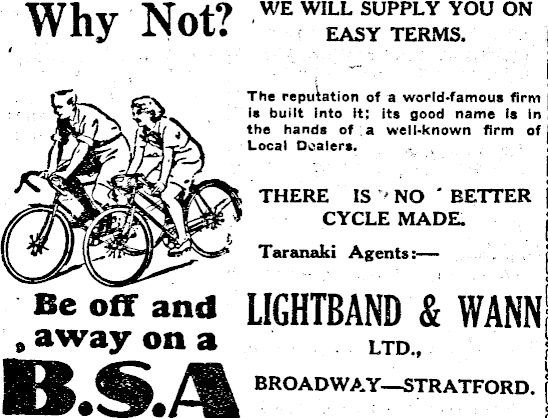 Why Not?
Be off and
away on a
B.S.A
WE WILL SUPPLY YOU ON
EASY TERMS.
The reputation of a world-famous firm
is built into it; its good name is in
the hands of a well-known firm of
Local Dealers.
THERE IS NO BETTER
CYCLE MADE.
Taranaki Agents:—
LIGHTBAND & WANN
LTD.,
BROADWAY—STRATFORD.